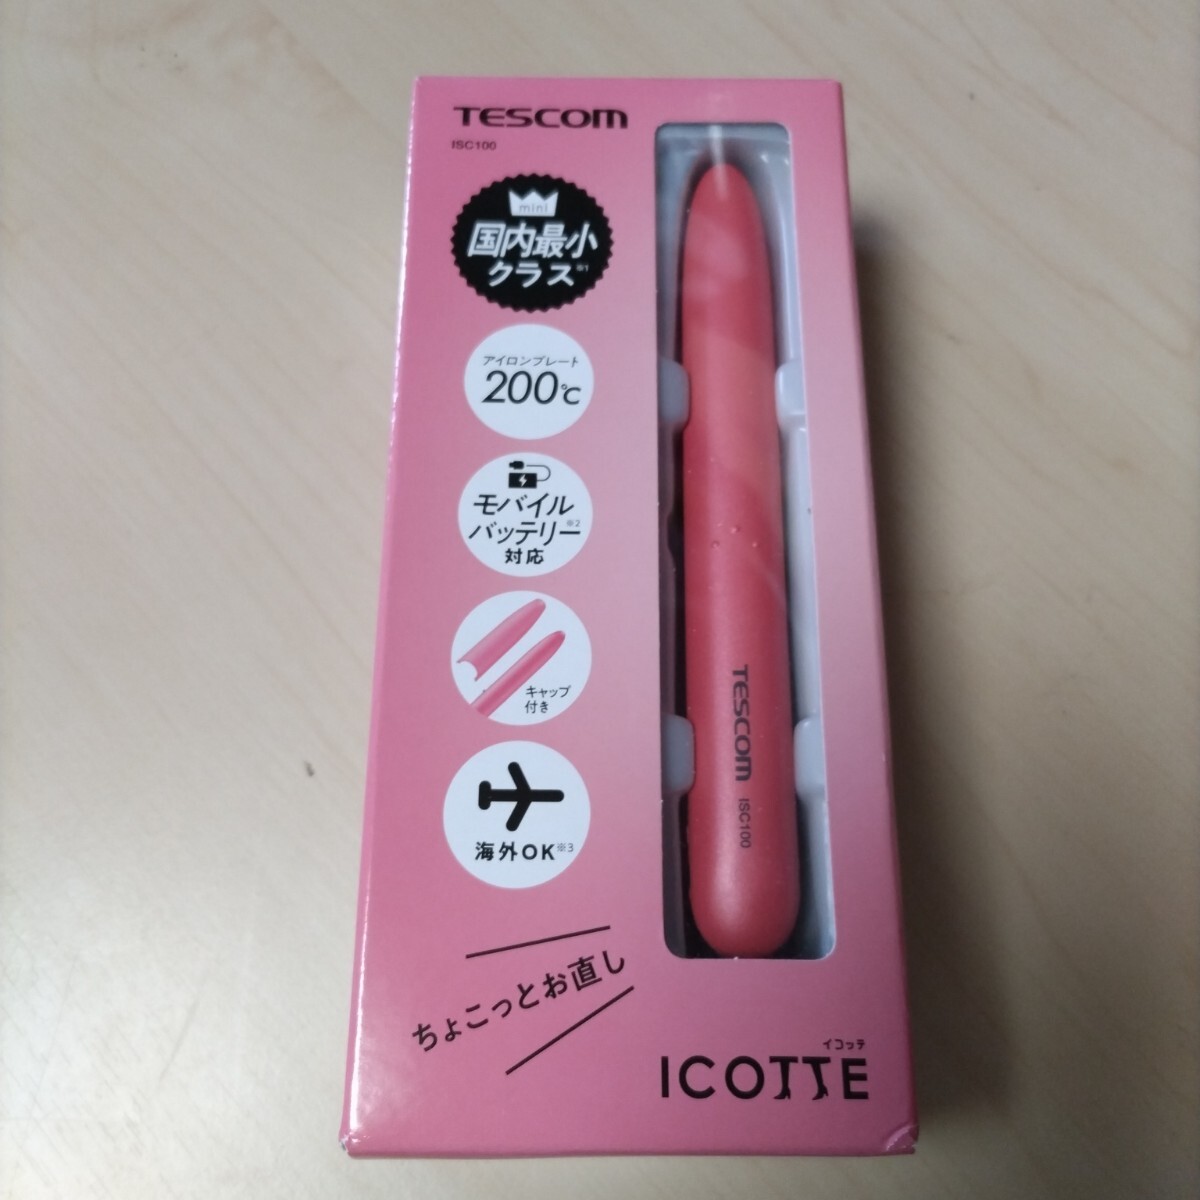 TESCOM
ISC100
mini
国内最小
クラス※1
アイロンプレート
200℃
モバイル
バッテリー※2
対応
キャップ
付き
海外OK※3
ちょこっとお直し
TESCOM ISC100
イコッテ
ICOTTE